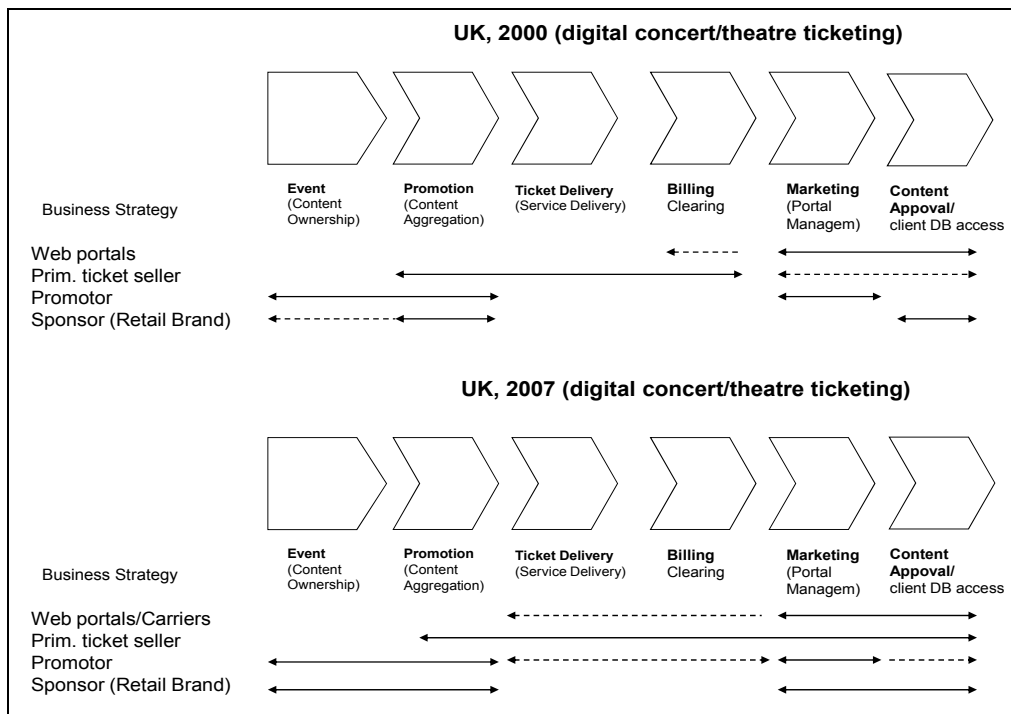 UK, 2000 (digital concert/theatre ticketing)
Event
(Content
Ownership)
Promotion
(Content
Aggregation)
Ticket Delivery
(Service Delivery)
Billing
Clearing
Marketing
(Portal
Managem)
Content
Appoval/
client DB access
Business Strategy
Web portals
Prim. ticket seller
Promotor
Sponsor (Retail Brand)
UK, 2007 (digital concert/theatre ticketing)
Event
(Content
Ownership)
Promotion
(Content
Aggregation)
Ticket Delivery
(Service Delivery)
Billing
Clearing
Marketing
(Portal
Managem)
Content
Appoval/
client DB access
Business Strategy
Web portals/Carriers
Prim. ticket seller
Promotor
Sponsor (Retail Brand)